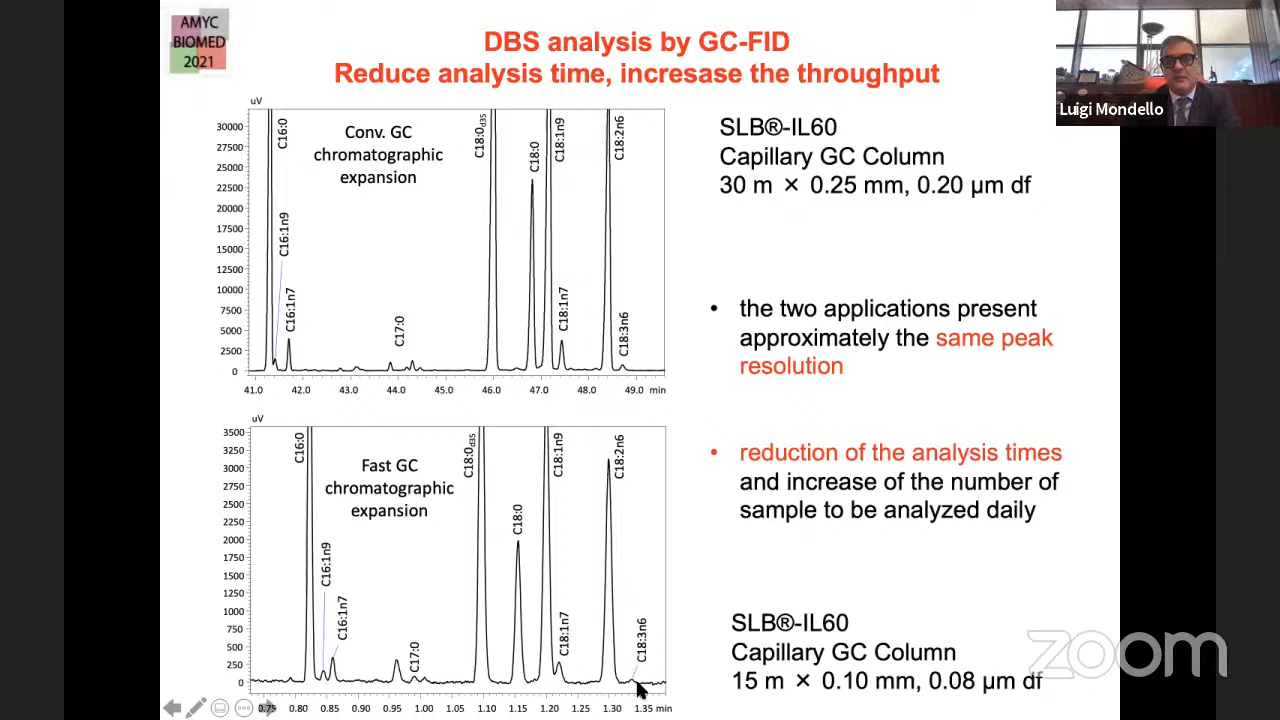 AMYC
BIOMED
2021
DBS analysis by GC-FID
Reduce analysis time, incresase the throughput
Luigi Mondello
uV
30000
27500
25000
22500
20000
17500
15000
12500
10000
7500
5000
2500
0
Conv. GC
chromatographic
expansion
C16:0
C16:1n9
C16:1n7
C17:0
C18:0d35
C18:0
C18:1n9
C18:1n7
C18:2n6
C18:3n6
41.0 42.0 43.0 44.0 45.0 46.0 47.0 48.0 49.0 min
SLB®-IL60
Capillary GC Column
30 m × 0.25 mm, 0.20 µm df
• the two applications present
approximately the same peak
resolution
• reduction of the analysis times
and increase of the number of
sample to be analyzed daily
uV
3500
3250
3000
2750
2500
2250
2000
1750
1500
1250
1000
750
500
250
0
Fast GC
chromatographic
expansion
C16:0
C16:1n9
C16:1n7
C17:0
C18:0d35
C18:0
C18:1n9
C18:1n7
C18:2n6
C18:3n6
0.75 0.80 0.85 0.90 0.95 1.00 1.05 1.10 1.15 1.20 1.25 1.30 1.35 min
SLB®-IL60
Capillary GC Column
15 m × 0.10 mm, 0.08 µm df
zoom